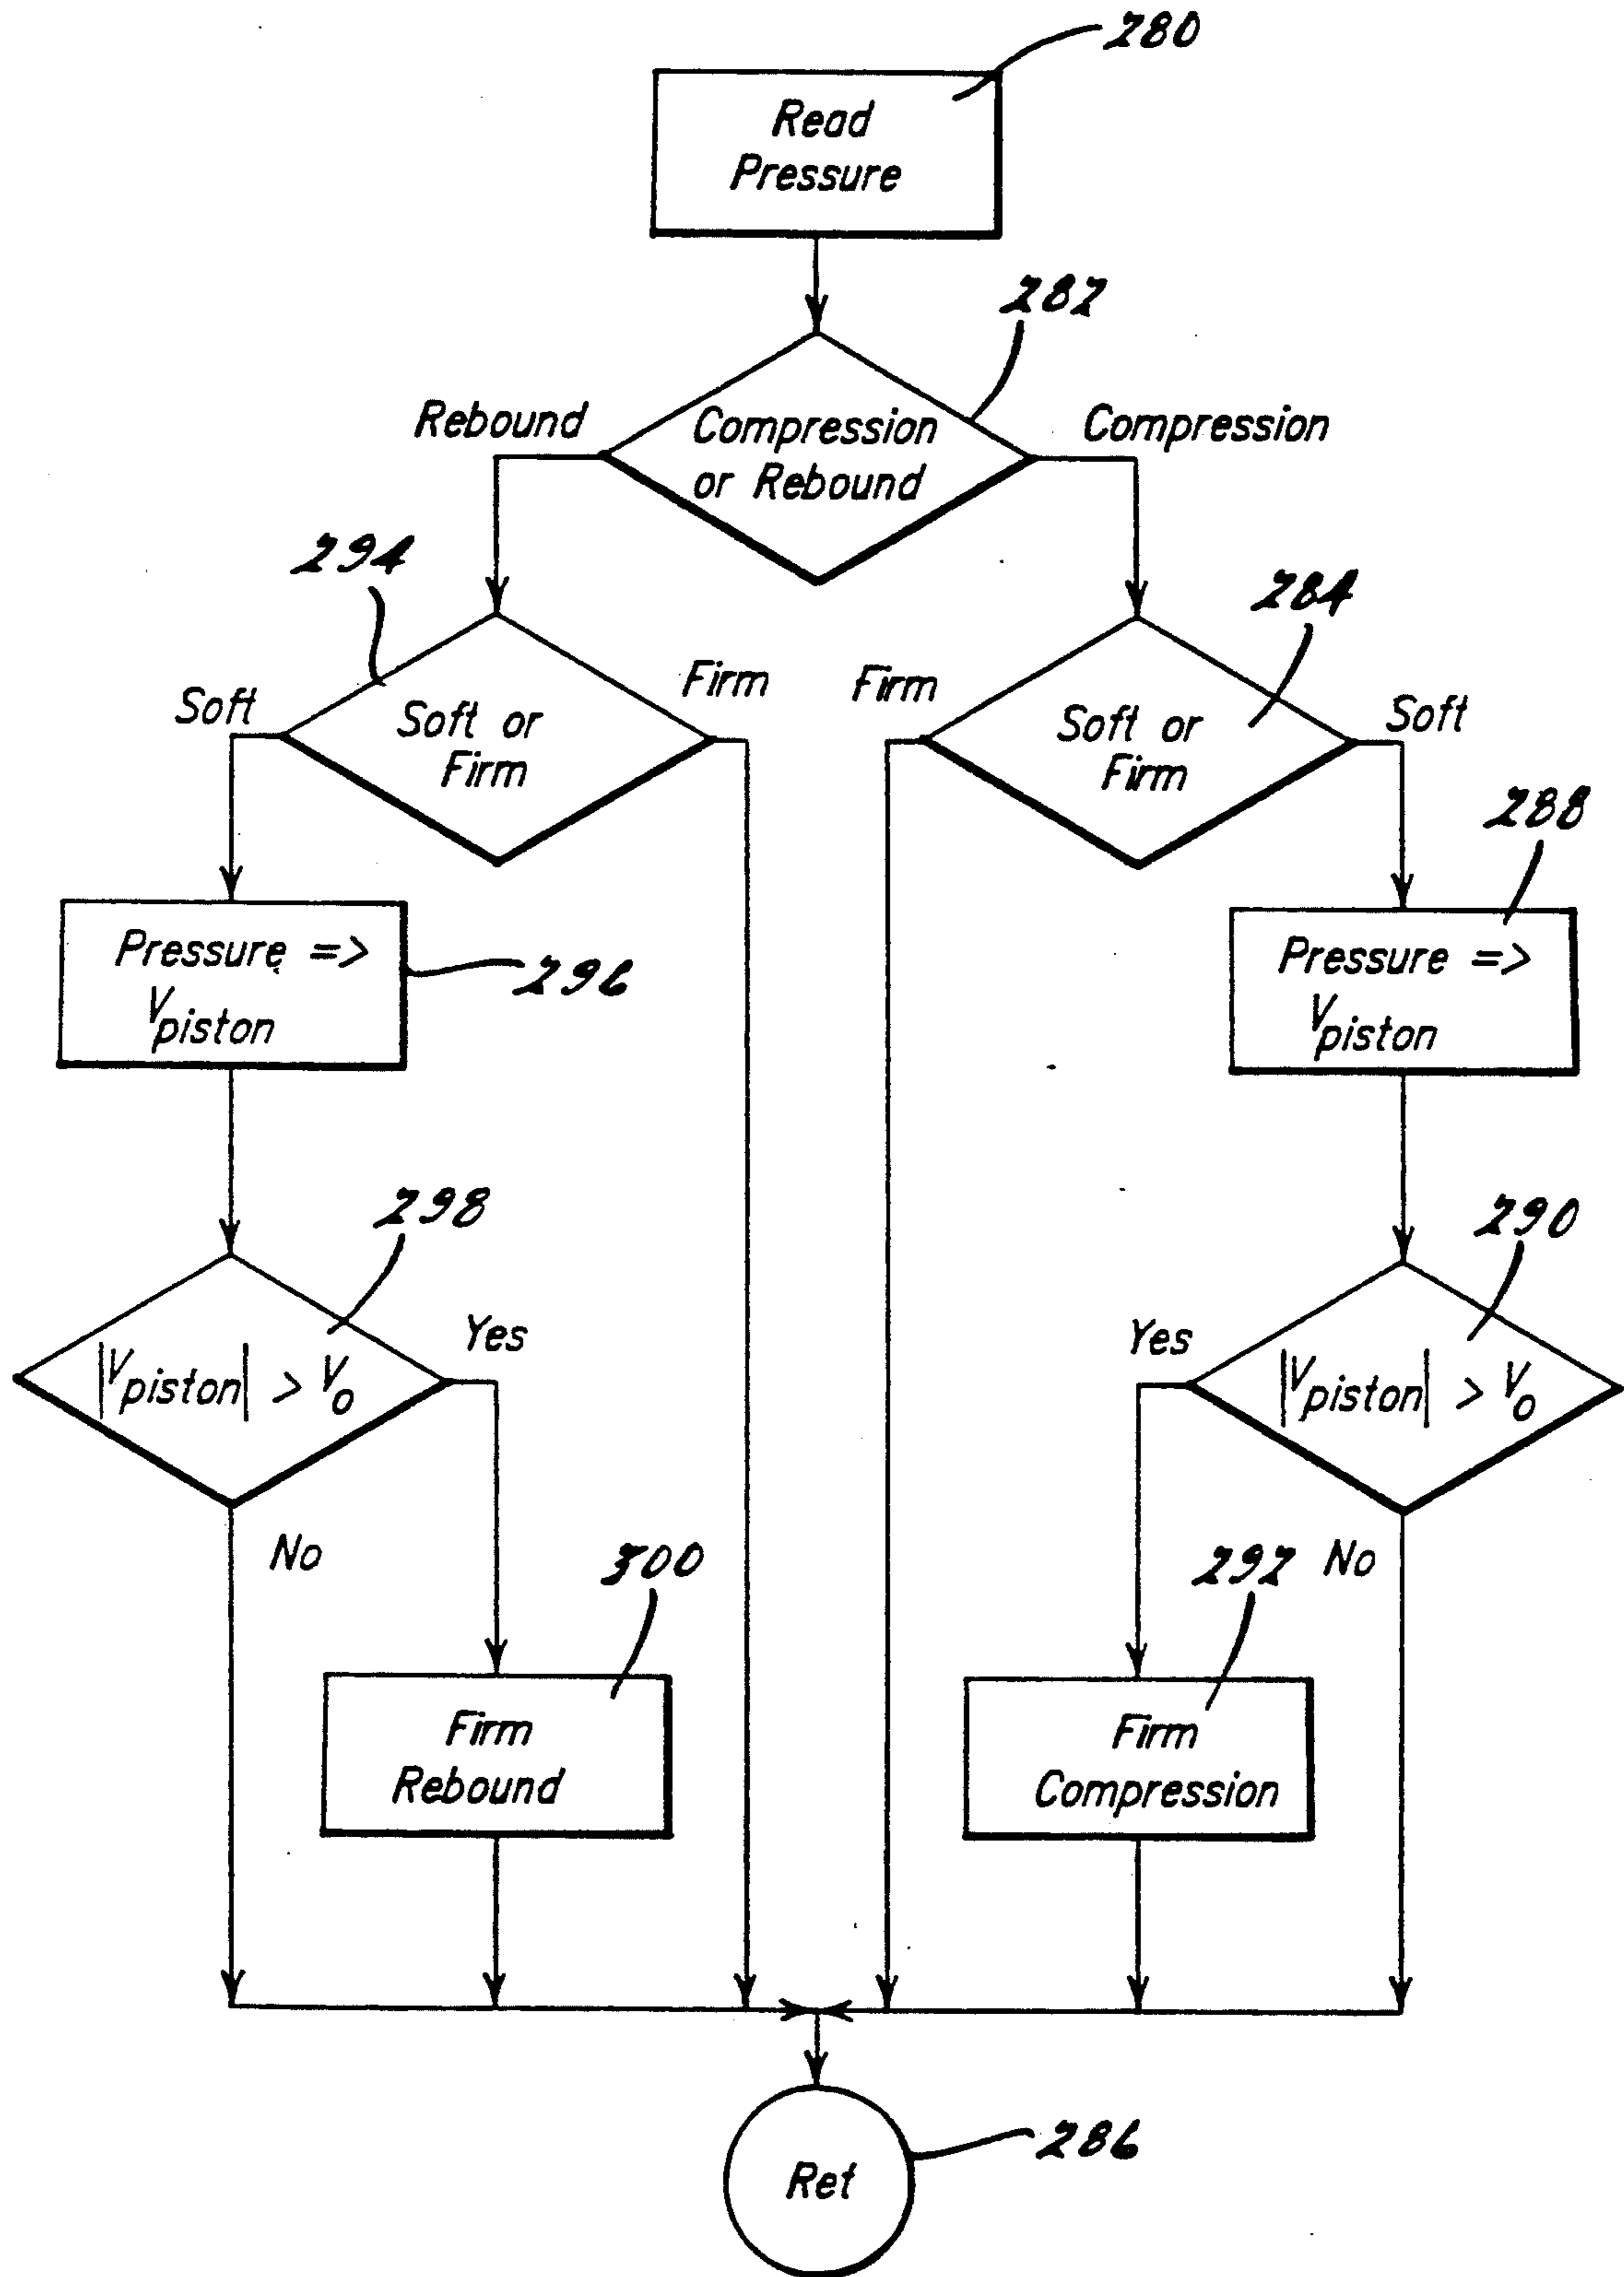 280
Read
Pressure
282
Rebound
Compression
or Rebound
Compression
294
284
Soft
Soft or
Firm
Firm
Firm
Soft or
Firm
Soft
288
Pressure =>
Vpiston
296
Pressure =>
Vpiston
298
290
|Vpiston| > Vo
Yes
Yes
|Vpiston| > Vo
No
300
292
No
Firm
Rebound
Firm
Compression
Ret
286